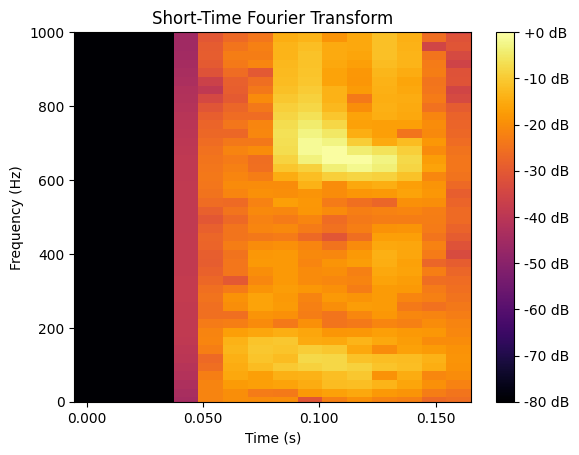 Short-Time Fourier Transform
1000
800
600
400
200
0
Frequency (Hz)
0.000
0.050
0.100
0.150
Time (s)
+0 dB
-10 dB
-20 dB
-30 dB
-40 dB
-50 dB
-60 dB
-70 dB
-80 dB